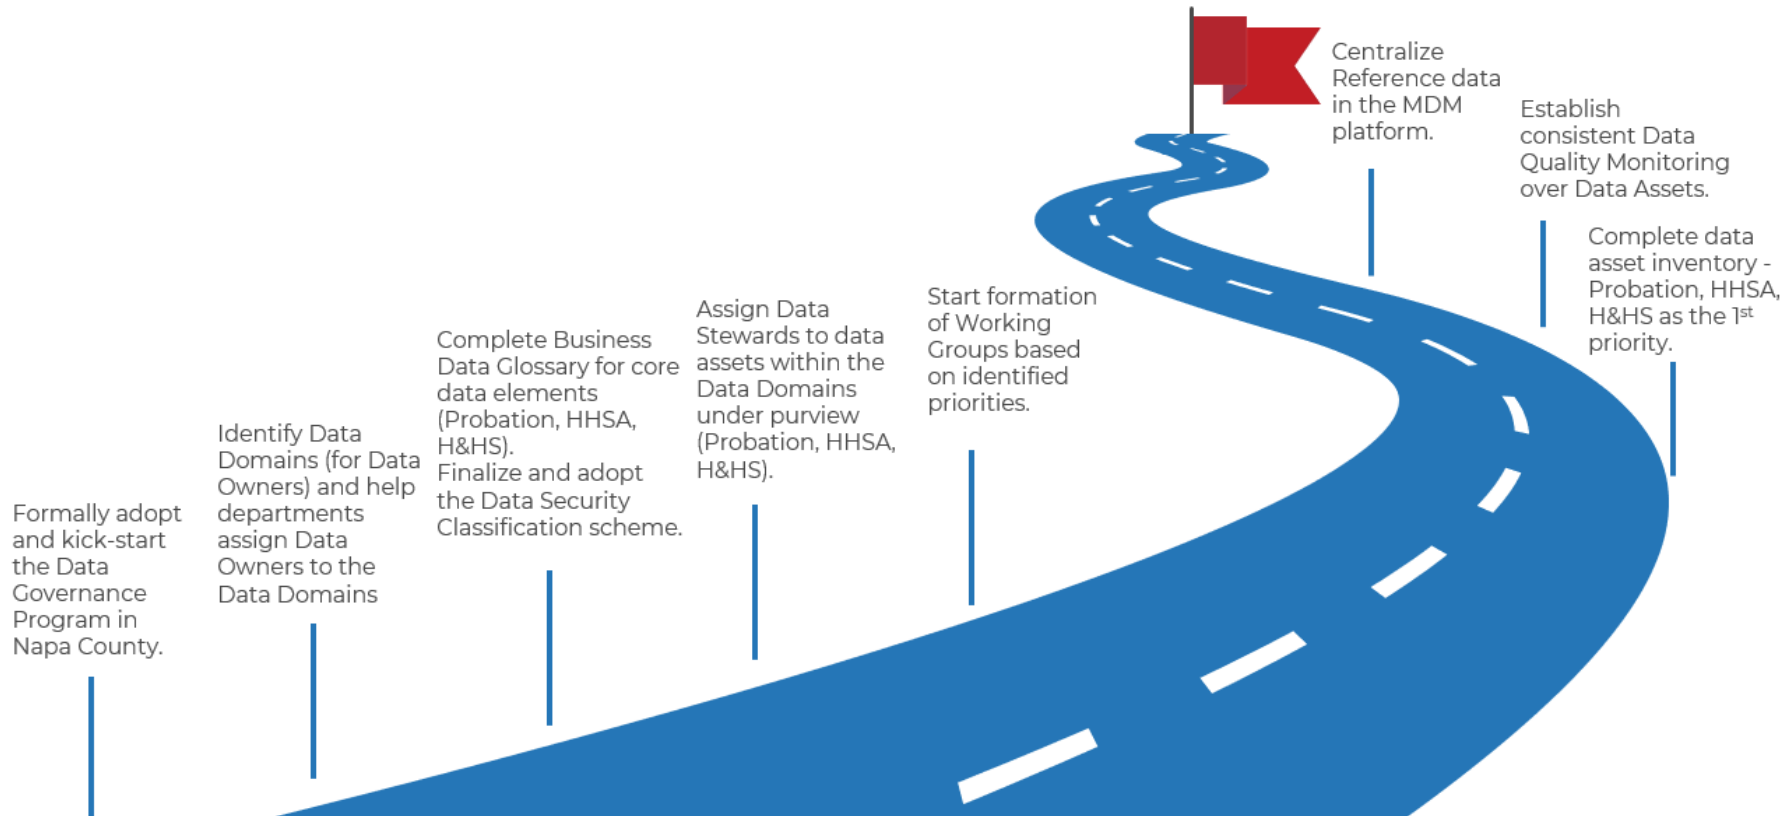 Formally adopt
and kick-start
the Data
Governance
Program in
Napa County.
Identify Data
Domains (for Data
Owners) and help
departments
assign Data
Owners to the
Data Domains
Complete Business
Data Glossary for core
data elements
(Probation, HHSA,
H&HS).
Finalize and adopt
the Data Security
Classification scheme.
Assign Data
Stewards to data
assets within the
Data Domains
under purview
(Probation, HHSA,
H&HS).
Start formation
of Working
Groups based
on identified
priorities.
Complete data
asset inventory -
Probation, HHSA,
H&HS as the 1st
priority.
Establish
consistent Data
Quality Monitoring
over Data Assets.
Centralize
Reference data
in the MDM
platform.